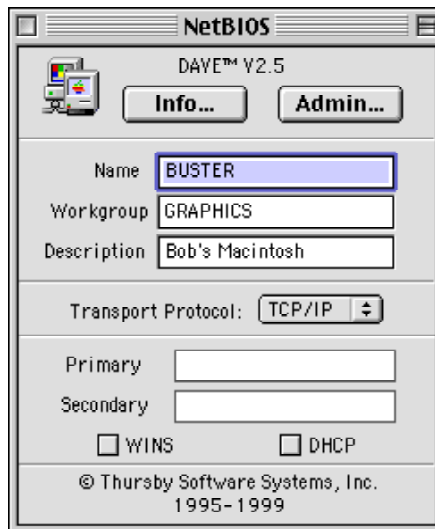 NetBIOS
DAVE™ V2.5
Info... Admin...
Name BUSTER
Workgroup GRAPHICS
Description Bob's Macintosh
Transport Protocol: TCP/IP
Primary
Secondary
WINS DHCP
© Thursby Software Systems, Inc.
1995-1999